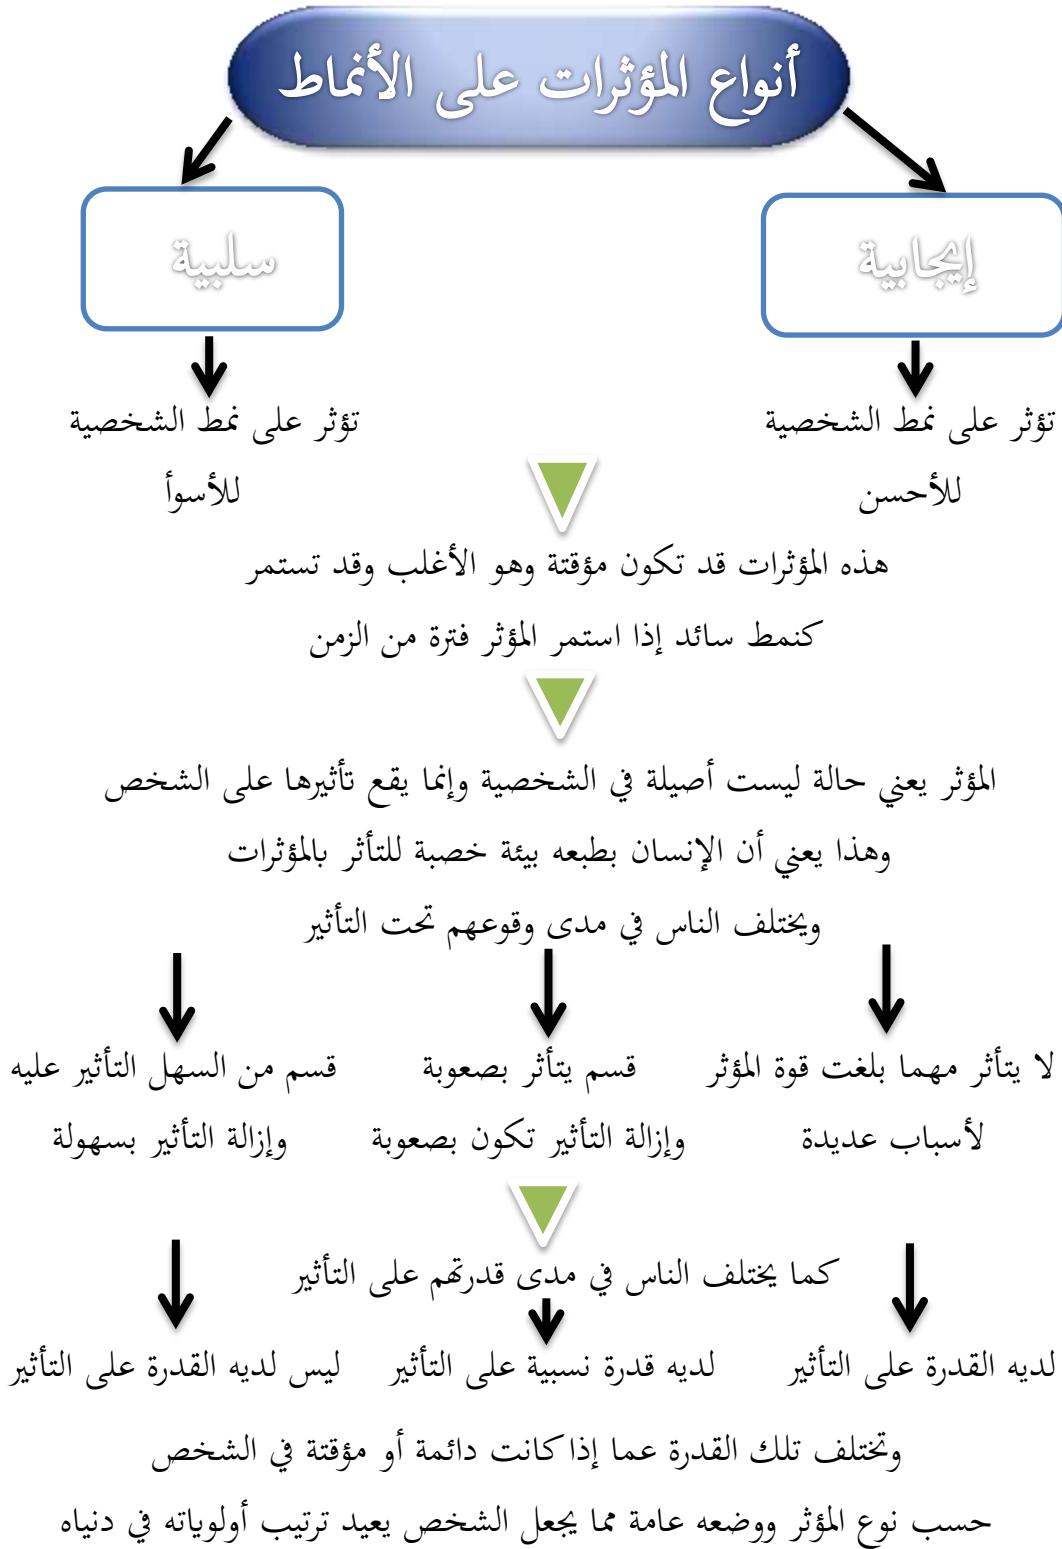 أنواع المؤثرات على الأنماط
إيجابية
سلبية
تؤثر على نمط الشخصية
للأحسن
تؤثر على نمط الشخصية
للأسوأ
هذه المؤثرات قد تكون مؤقتة وهو الأغلب وقد تستمر
كنمط سائد إذا استمر المؤثر فترة من الزمن
المؤثر يعني حالة ليست أصيلة في الشخصية وإنما يقع تأثيرها على الشخص
وهذا يعني أن الإنسان بطبعه بيئة خصبة للتأثر بالمؤثرات
ويختلف الناس في مدى وقوعهم تحت التأثير
لا يتأثر مهما بلغت قوة المؤثر
لأسباب عديدة
قسم يتأثر بصعوبة
وإزالة التأثير تكون بصعوبة
قسم من السهل التأثير عليه
وإزالة التأثير بسهولة
كما يختلف الناس في مدى قدرتهم على التأثير
لديه القدرة على التأثير
لديه قدرة نسبية على التأثير
ليس لديه القدرة على التأثير
وتختلف تلك القدرة عما إذا كانت دائمة أو مؤقتة في الشخص
حسب نوع المؤثر ووضعه عامة مما يجعل الشخص يعيد ترتيب أولوياته في دنياه